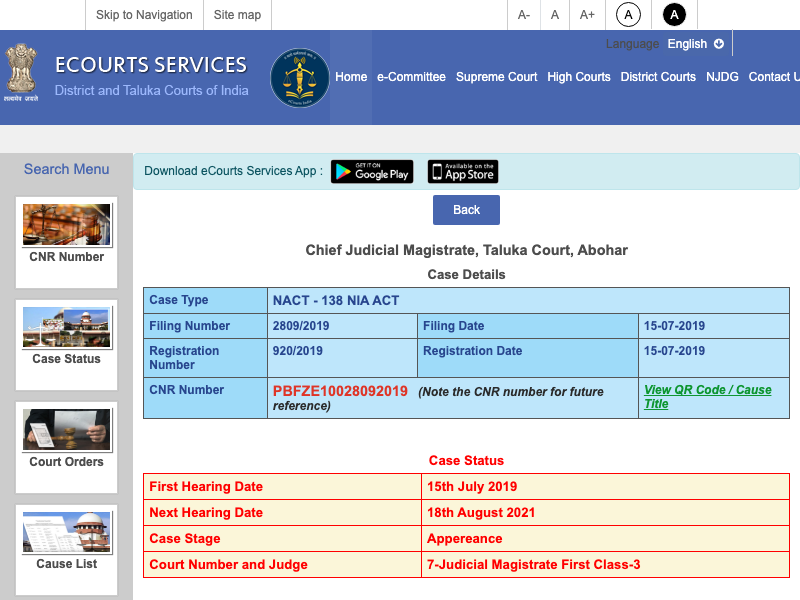 Skip to Navigation
Site map
A-
A
A+
A
A
सत्यमेव जयते
ECOURTS SERVICES
District and Taluka Courts of India
Language English
Home e-Committee Supreme Court High Courts District Courts NJDG Contact U
Search Menu
CNR Number
Case Status
Court Orders
Cause List
Download eCourts Services App :
GET IT ON
Google Play
Available on the
App Store
Back
Chief Judicial Magistrate, Taluka Court, Abohar
Case Details
Case Type NACT - 138 NIA ACT
Filing Number 2809/2019 Filing Date 15-07-2019
Registration Number 920/2019 Registration Date 15-07-2019
CNR Number PBFZE10028092019 (Note the CNR number for future reference) View QR Code / Cause Title
Case Status
First Hearing Date 15th July 2019
Next Hearing Date 18th August 2021
Case Stage Appereance
Court Number and Judge 7-Judicial Magistrate First Class-3